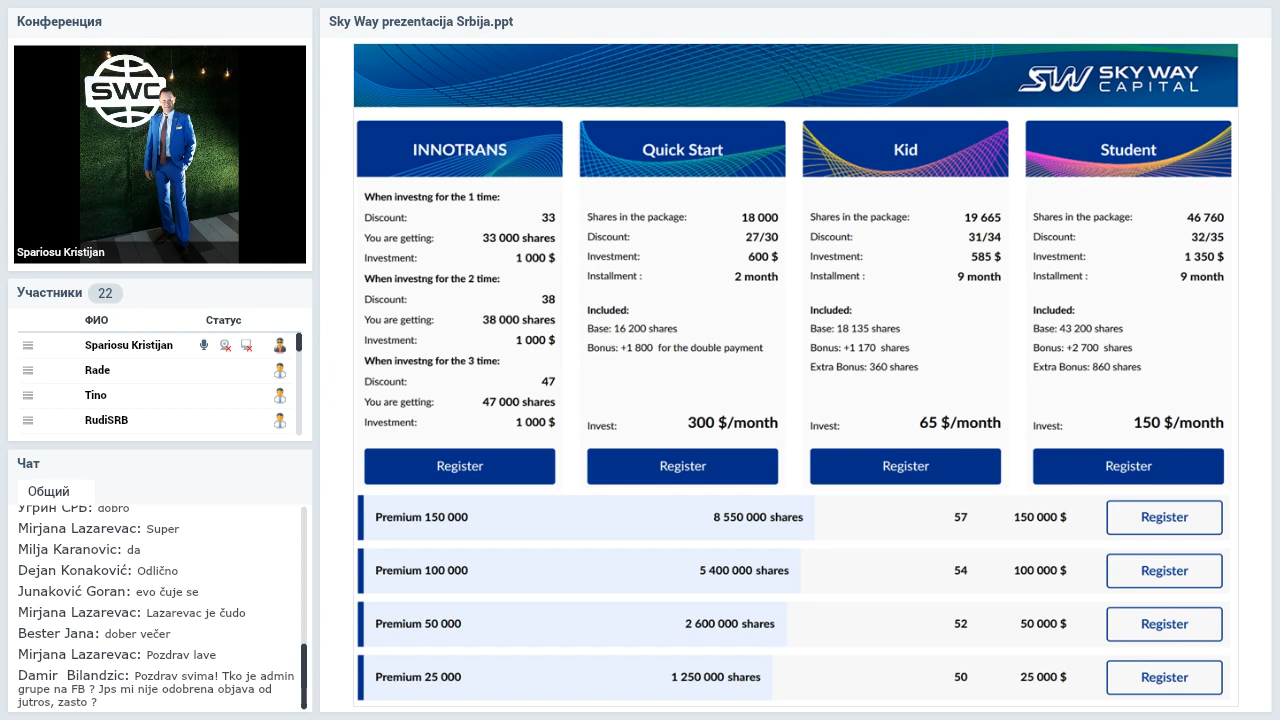 Конференция
SWC
Spariosu Kristijan
Участники 22
ФИО Статус
Spariosu Kristijan
Rade
Tino
RudiSRB
Чат
Общий
Угрин СРБ: dobro
Mirjana Lazarevac: Super
Milja Karanovic: da
Dejan Konaković: Odlično
Junaković Goran: evo čuje se
Mirjana Lazarevac: Lazarevac je čudo
Bester Jana: dober večer
Mirjana Lazarevac: Pozdrav lave
Damir Bilandzic: Pozdrav svima! Tko je admin
grupe na FB ? Jps mi nije odobrena objava od
jutros, zasto ?
Sky Way prezentacija Srbija.ppt
SW SKY WAY
CAPITAL
INNOTRANS
When investng for the 1 time:
Discount: 33
You are getting: 33 000 shares
Investment: 1 000 $
When investng for the 2 time:
Discount: 38
You are getting: 38 000 shares
Investment: 1 000 $
When investng for the 3 time:
Discount: 47
You are getting: 47 000 shares
Investment: 1 000 $
Register
Quick Start
Shares in the package: 18 000
Discount: 27/30
Investment: 600 $
Installment : 2 month
Included:
Base: 16 200 shares
Bonus: +1 800 for the double payment
Invest: 300 $/month
Register
Kid
Shares in the package: 19 665
Discount: 31/34
Investment: 585 $
Installment : 9 month
Included:
Base: 18 135 shares
Bonus: +1 170 shares
Extra Bonus: 360 shares
Invest: 65 $/month
Register
Student
Shares in the package: 46 760
Discount: 32/35
Investment: 1 350 $
Installment : 9 month
Included:
Base: 43 200 shares
Bonus: +2 700 shares
Extra Bonus: 860 shares
Invest: 150 $/month
Register
Premium 150 000 8 550 000 shares 57 150 000 $ Register
Premium 100 000 5 400 000 shares 54 100 000 $ Register
Premium 50 000 2 600 000 shares 52 50 000 $ Register
Premium 25 000 1 250 000 shares 50 25 000 $ Register